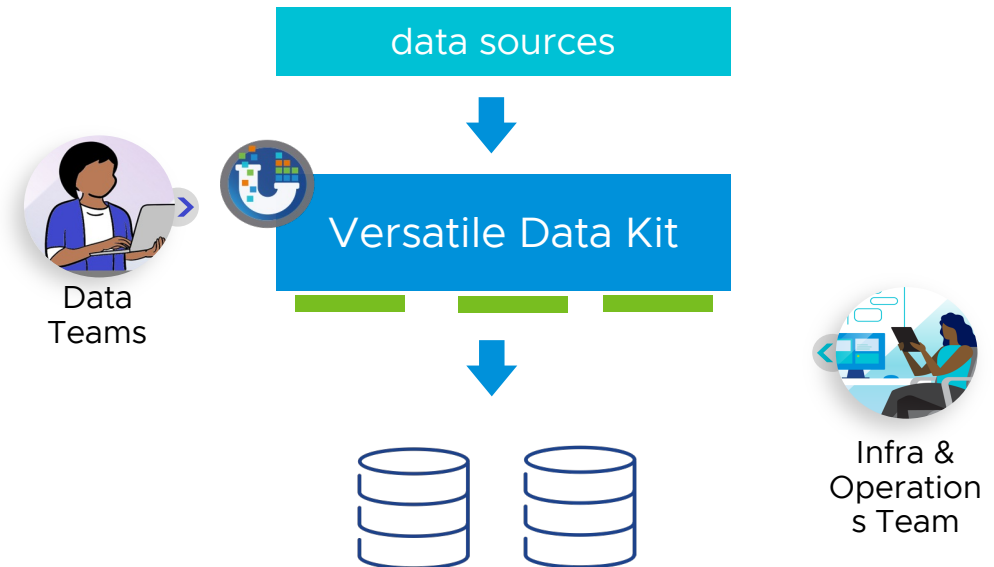 data sources
Versatile Data Kit
Data
Teams
Infra &
Operation
s Team